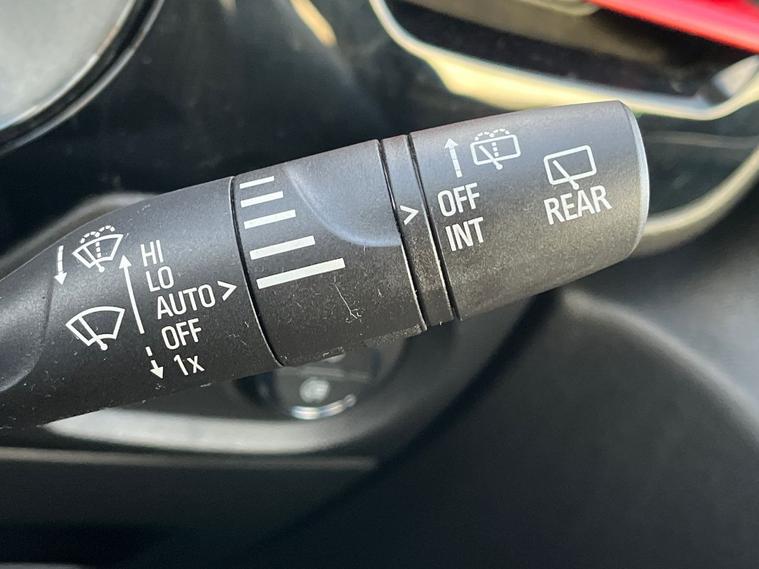 HI
LO
AUTO >
OFF
1x
>
OFF
INT
REAR